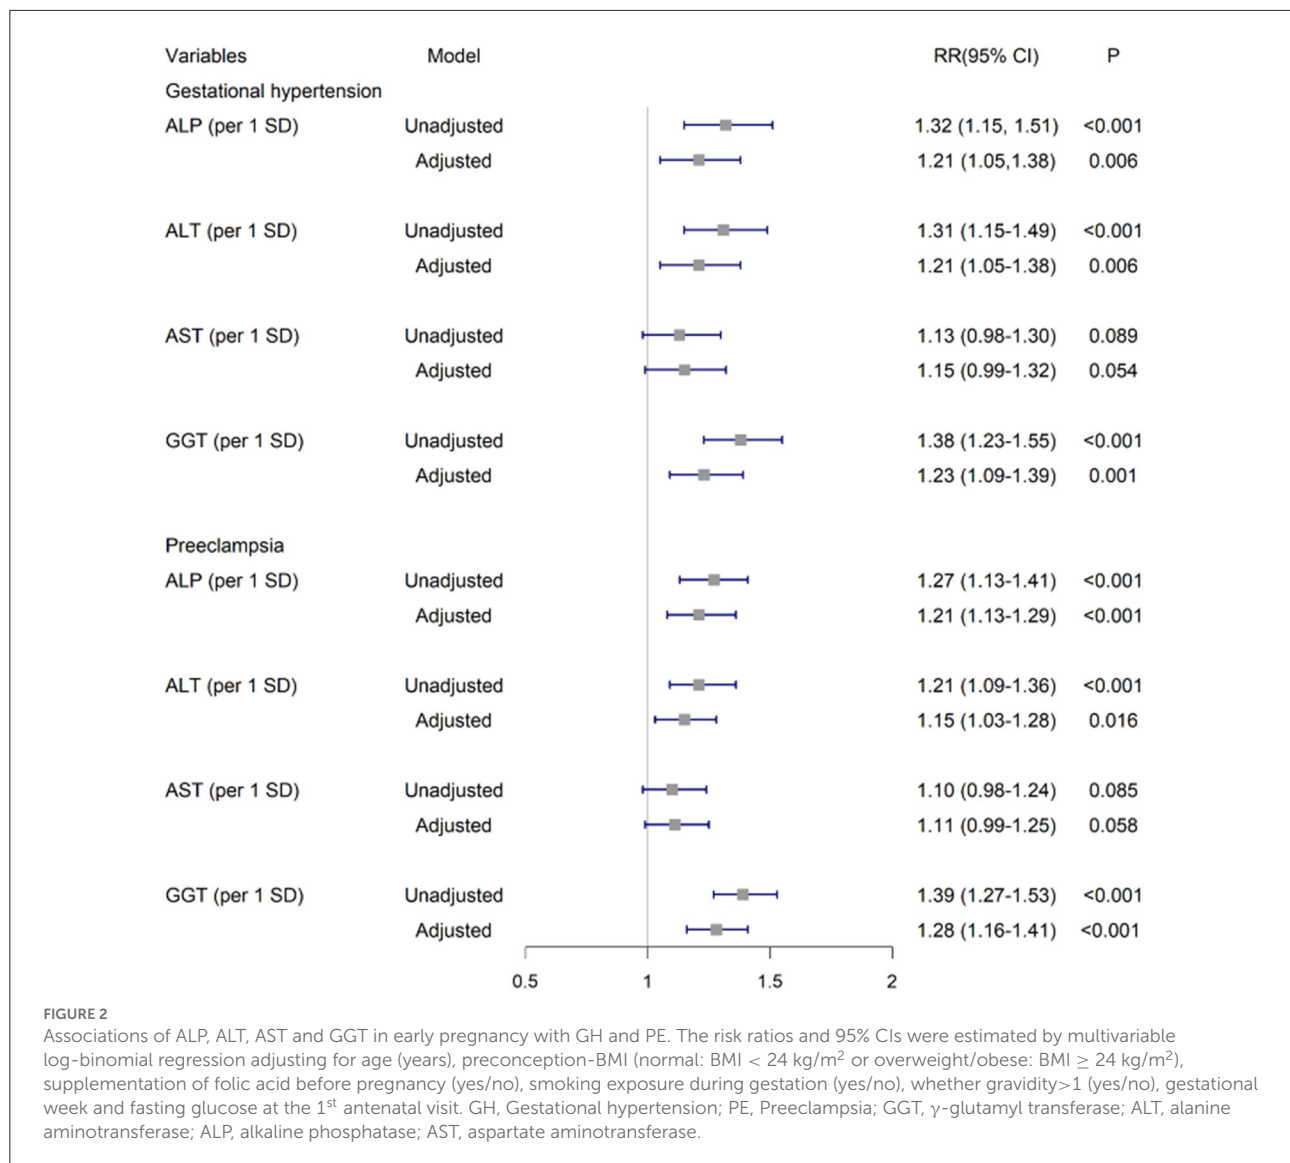 Variables Model RR(95% CI) P
Gestational hypertension
ALP (per 1 SD) Unadjusted 1.32 (1.15, 1.51) <0.001
Adjusted 1.21 (1.05,1.38) 0.006
ALT (per 1 SD) Unadjusted 1.31 (1.15-1.49) <0.001
Adjusted 1.21 (1.05-1.38) 0.006
AST (per 1 SD) Unadjusted 1.13 (0.98-1.30) 0.089
Adjusted 1.15 (0.99-1.32) 0.054
GGT (per 1 SD) Unadjusted 1.38 (1.23-1.55) <0.001
Adjusted 1.23 (1.09-1.39) 0.001
Preeclampsia
ALP (per 1 SD) Unadjusted 1.27 (1.13-1.41) <0.001
Adjusted 1.21 (1.13-1.29) <0.001
ALT (per 1 SD) Unadjusted 1.21 (1.09-1.36) <0.001
Adjusted 1.15 (1.03-1.28) 0.016
AST (per 1 SD) Unadjusted 1.10 (0.98-1.24) 0.085
Adjusted 1.11 (0.99-1.25) 0.058
GGT (per 1 SD) Unadjusted 1.39 (1.27-1.53) <0.001
Adjusted 1.28 (1.16-1.41) <0.001
0.5 1 1.5 2
FIGURE 2
Associations of ALP, ALT, AST and GGT in early pregnancy with GH and PE. The risk ratios and 95% CIs were estimated by multivariable
log-binomial regression adjusting for age (years), preconception-BMI (normal: BMI < 24 kg/m² or overweight/obese: BMI ≥ 24 kg/m²),
supplementation of folic acid before pregnancy (yes/no), smoking exposure during gestation (yes/no), whether gravidity>1 (yes/no), gestational
week and fasting glucose at the 1st antenatal visit. GH, Gestational hypertension; PE, Preeclampsia; GGT, γ-glutamyl transferase; ALT, alanine
aminotransferase; ALP, alkaline phosphatase; AST, aspartate aminotransferase.